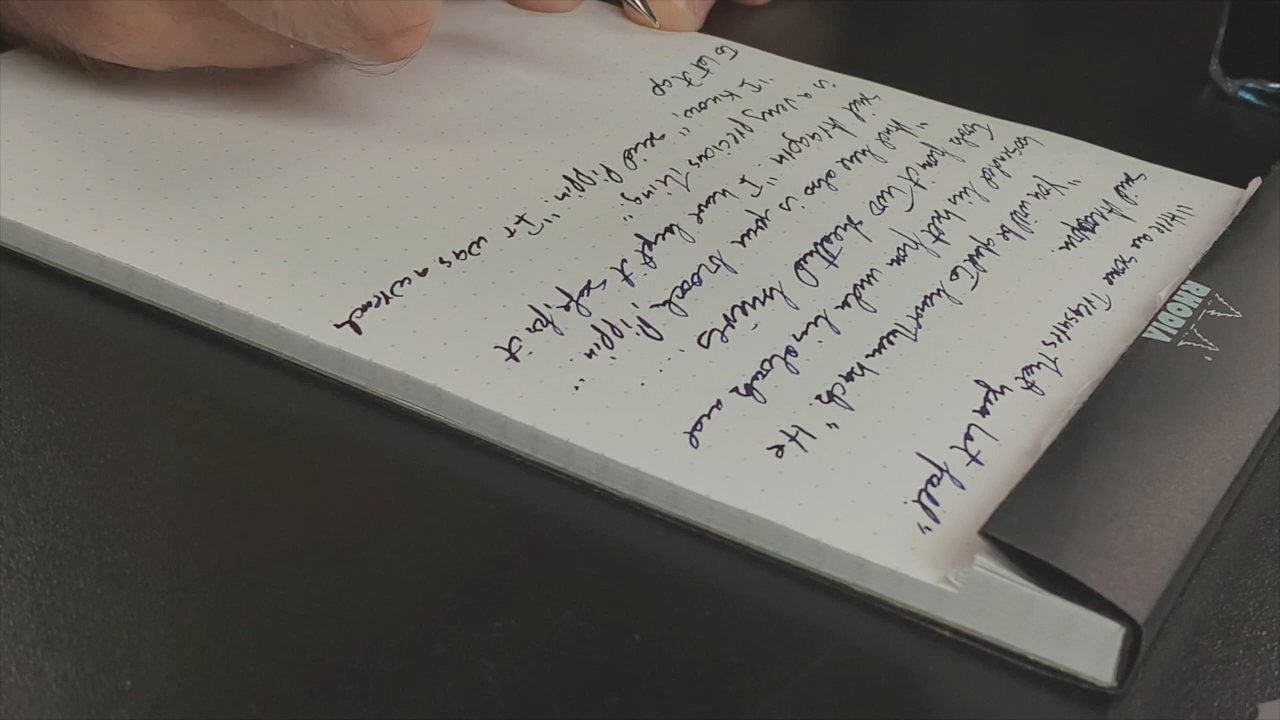 RHODIA
"Here are some treasures that you let fall!"
said Aragorn.
"You will be glad to have them back." He
loosened his belt from under his cloak, and
took from it two sheathed knives
"And here also is your brooch, Pippin"
said Aragorn. "I have kept it safe, for it
is a very precious thing."
"I know," said Pippin. "It was a wrench
to let it go